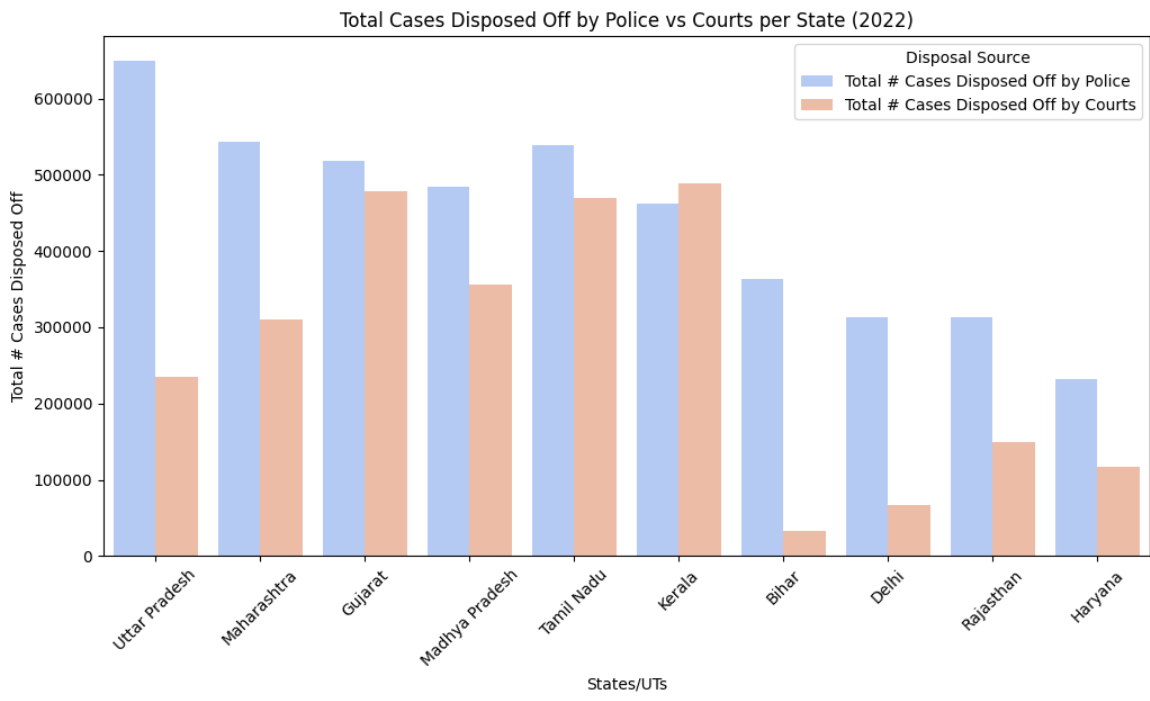 Total Cases Disposed Off by Police vs Courts per State (2022)
Disposal Source
Total # Cases Disposed Off by Police
Total # Cases Disposed Off by Courts
Total # Cases Disposed Off
600000
500000
400000
300000
200000
100000
0
Uttar Pradesh
Maharashtra
Gujarat
Madhya Pradesh
Tamil Nadu
Kerala
Bihar
Delhi
Rajasthan
Haryana
States/UTs